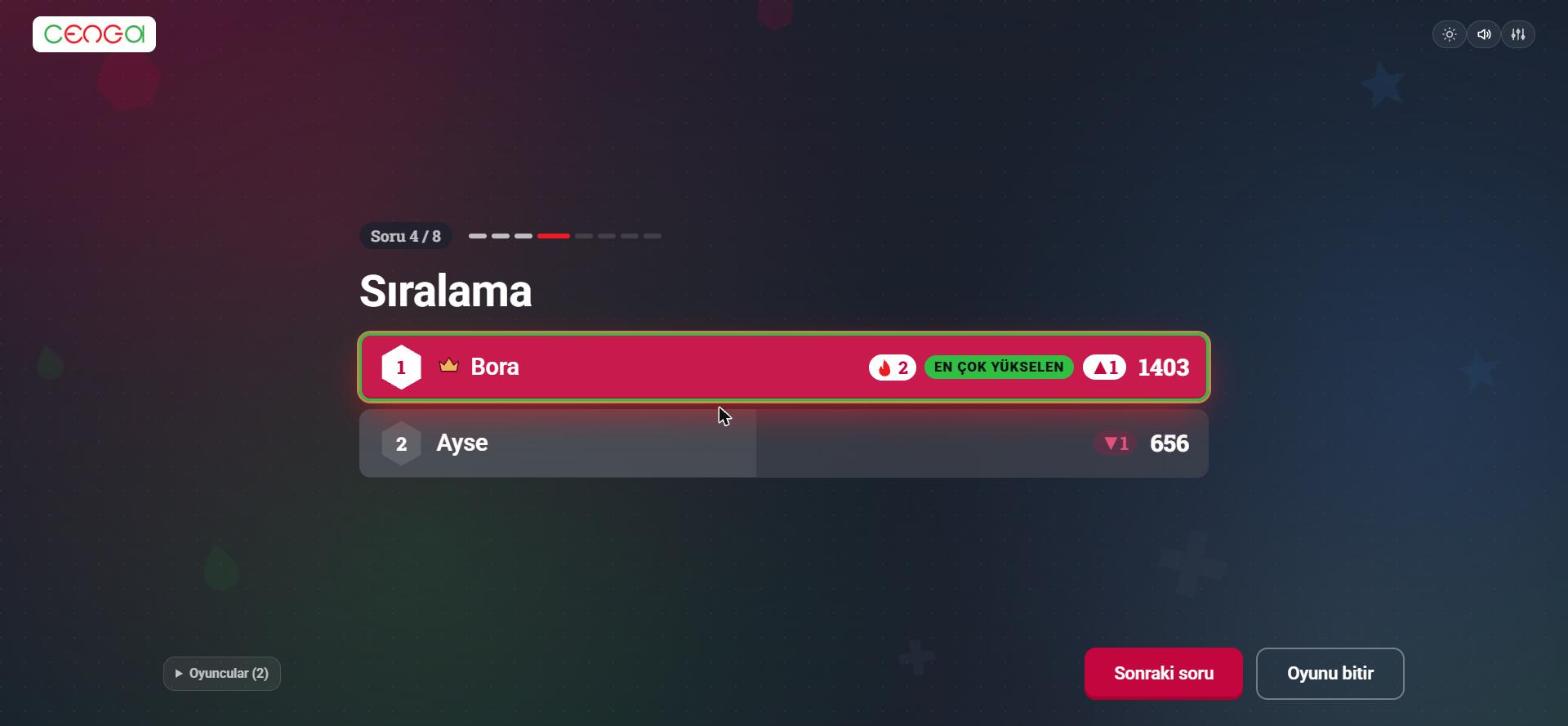 cenga
Soru 4 / 8
Sıralama
1 Bora 2 EN ÇOK YÜKSELEN ▲1 1403
2 Ayse ▼1 656
▶ Oyuncular (2)
Sonraki soru
Oyunu bitir